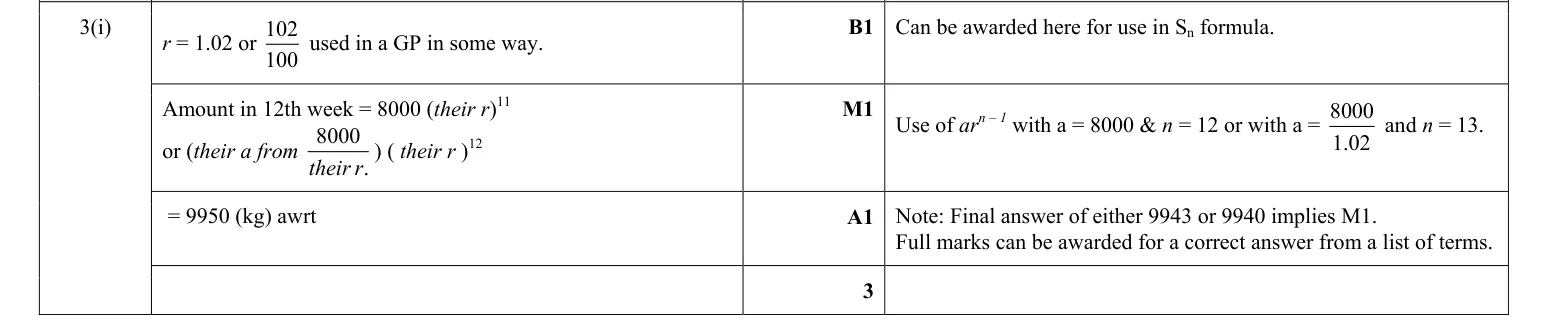 3(i)
r = 1.02 or 102/100 used in a GP in some way.
B1
Can be awarded here for use in Sₙ formula.
Amount in 12th week = 8000 (their r)¹¹
or (their a from 8000/their r. ) ( their r )¹²
M1
Use of arⁿ ⁻ ¹ with a = 8000 & n = 12 or with a = 8000/1.02 and n = 13.
= 9950 (kg) awrt
A1
Note: Final answer of either 9943 or 9940 implies M1.
Full marks can be awarded for a correct answer from a list of terms.
3